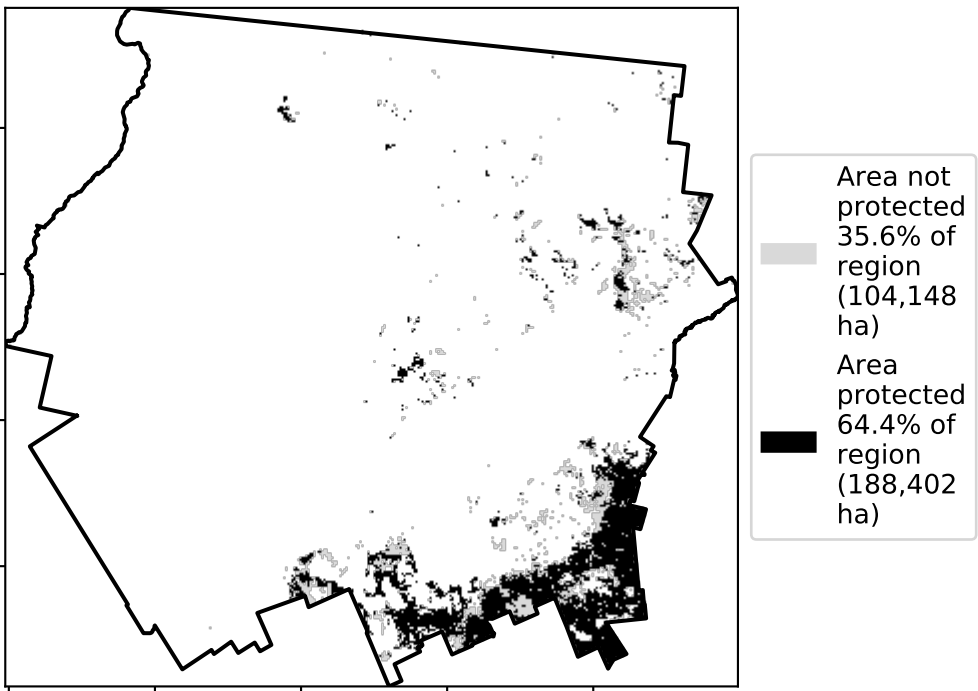 Area not
protected
35.6% of
region
(104,148
ha)
Area
protected
64.4% of
region
(188,402
ha)